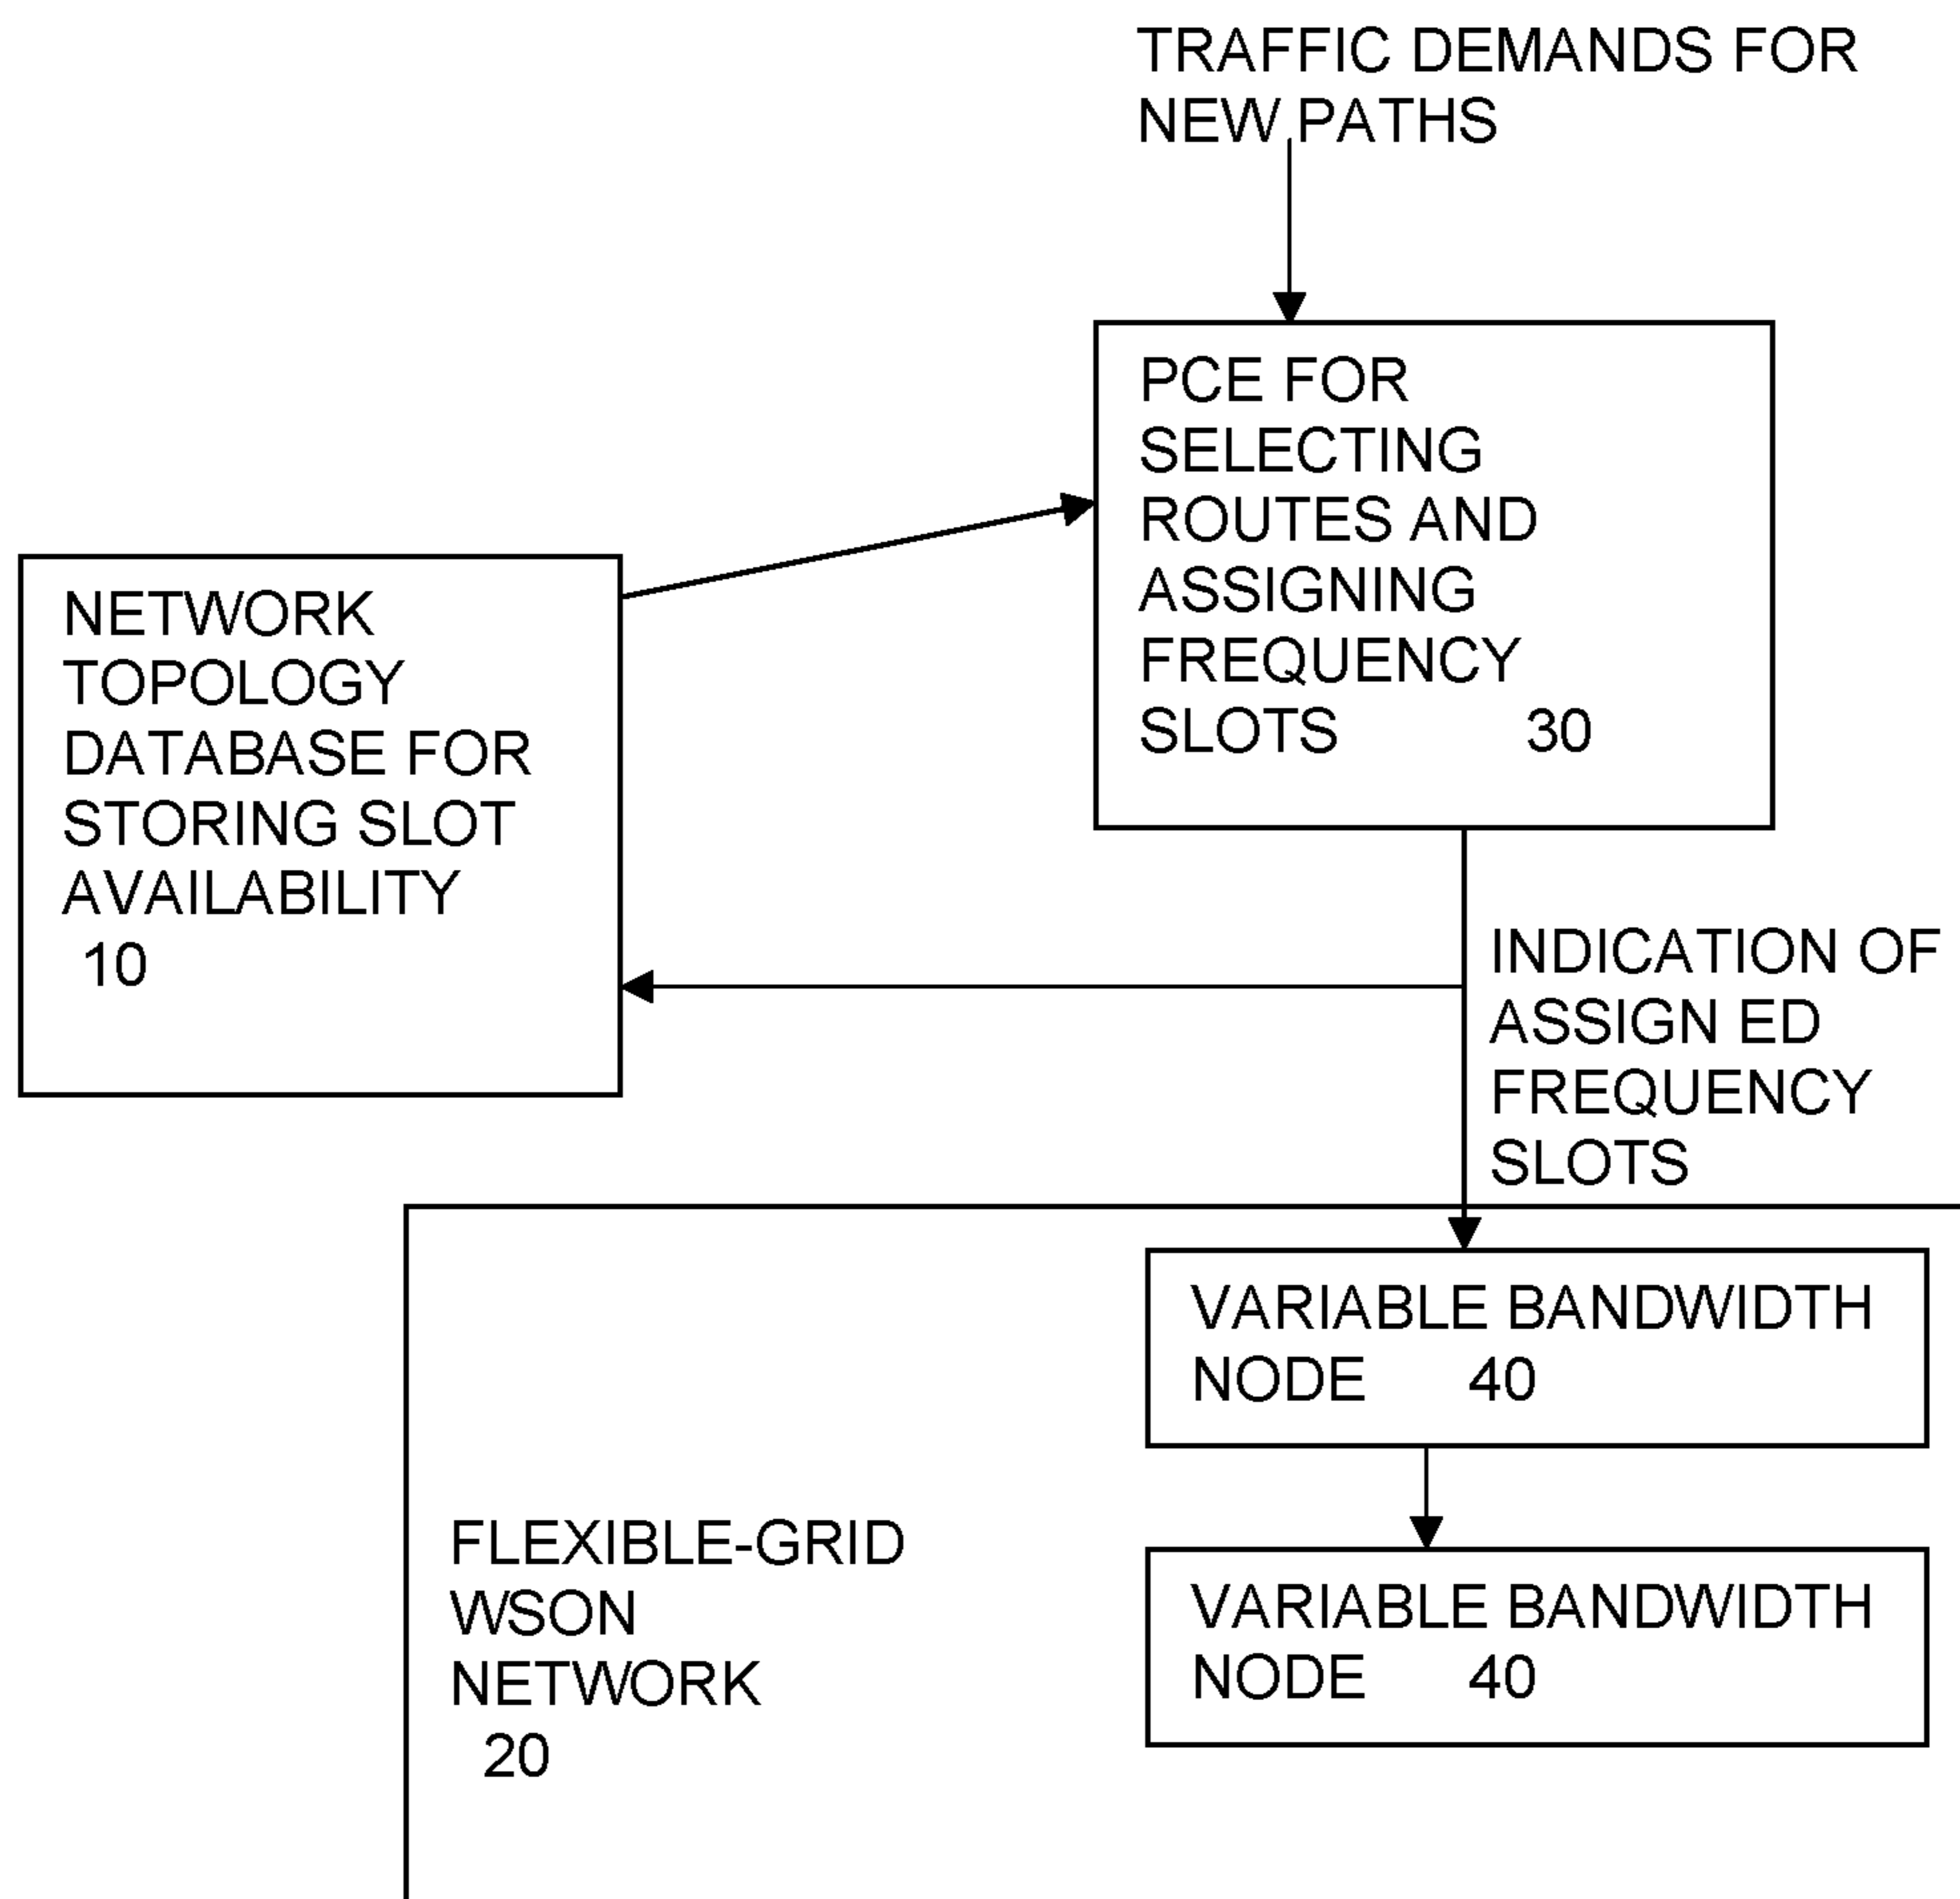 TRAFFIC DEMANDS FOR
NEW PATHS
PCE FOR
SELECTING
ROUTES AND
ASSIGNING
FREQUENCY
SLOTS 30
NETWORK
TOPOLOGY
DATABASE FOR
STORING SLOT
AVAILABILITY
10
INDICATION OF
ASSIGN ED
FREQUENCY
SLOTS
VARIABLE BANDWIDTH
NODE 40
FLEXIBLE-GRID
WSON
NETWORK
20
VARIABLE BANDWIDTH
NODE 40